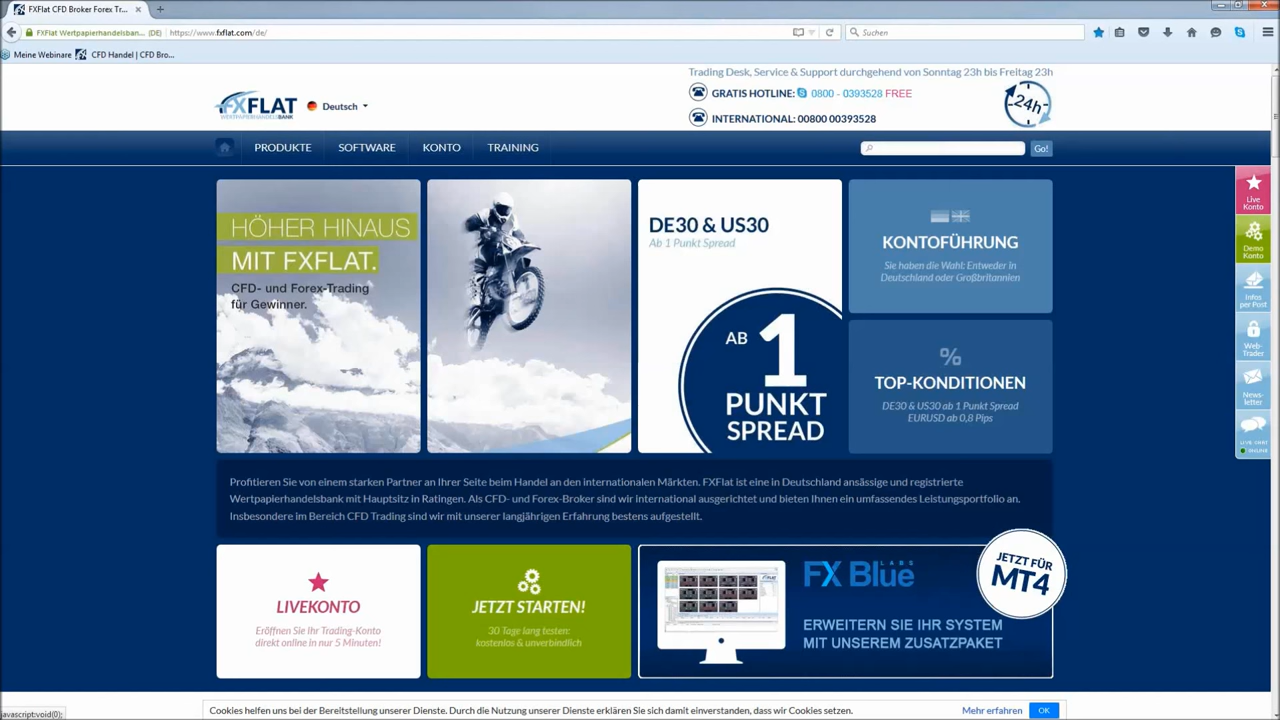 FXFlat CFD Broker Forex Tr...
FXFlat Wertpapierhandelsban... (DE)
https://www.fxflat.com/de/
Suchen
Meine Webinare
CFD Handel | CFD Bro...
Trading Desk, Service & Support durchgehend von Sonntag 23h bis Freitag 23h
FXFLAT
WERTPAPIERHANDELSBANK
Deutsch
GRATIS HOTLINE: 0800 - 0393528 FREE
INTERNATIONAL: 00800 00393528
24h
PRODUKTE
SOFTWARE
KONTO
TRAINING
Go!
HÖHER HINAUS
MIT FXFLAT.
CFD- und Forex-Trading
für Gewinner.
DE30 & US30
Ab 1 Punkt Spread
AB 1
PUNKT
SPREAD
KONTOFÜHRUNG
Sie haben die Wahl: Entweder in
Deutschland oder Großbritannien
%
TOP-KONDITIONEN
DE30 & US30 ab 1 Punkt Spread
EURUSD ab 0,8 Pips
Live
Konto
Demo
Konto
Infos
per Post
Web-
Trader
News-
letter
LIVE CHAT
ONLINE
Profitieren Sie von einem starken Partner an Ihrer Seite beim Handel an den internationalen Märkten. FXFlat ist eine in Deutschland ansässige und registrierte
Wertpapierhandelsbank mit Hauptsitz in Ratingen. Als CFD- und Forex-Broker sind wir international ausgerichtet und bieten Ihnen ein umfassendes Leistungsportfolio an.
Insbesondere im Bereich CFD Trading sind wir mit unserer langjährigen Erfahrung bestens aufgestellt.
LIVEKONTO
Eröffnen Sie Ihr Trading-Konto
direkt online in nur 5 Minuten!
JETZT STARTEN!
30 Tage lang testen:
kostenlos & unverbindlich
FX Blue LABS
JETZT FÜR
MT4
ERWEITERN SIE IHR SYSTEM
MIT UNSEREM ZUSATZPAKET
Cookies helfen uns bei der Bereitstellung unserer Dienste. Durch die Nutzung unserer Dienste erklären Sie sich damit einverstanden, dass wir Cookies setzen.
Mehr erfahren
OK
javascript:void(0);